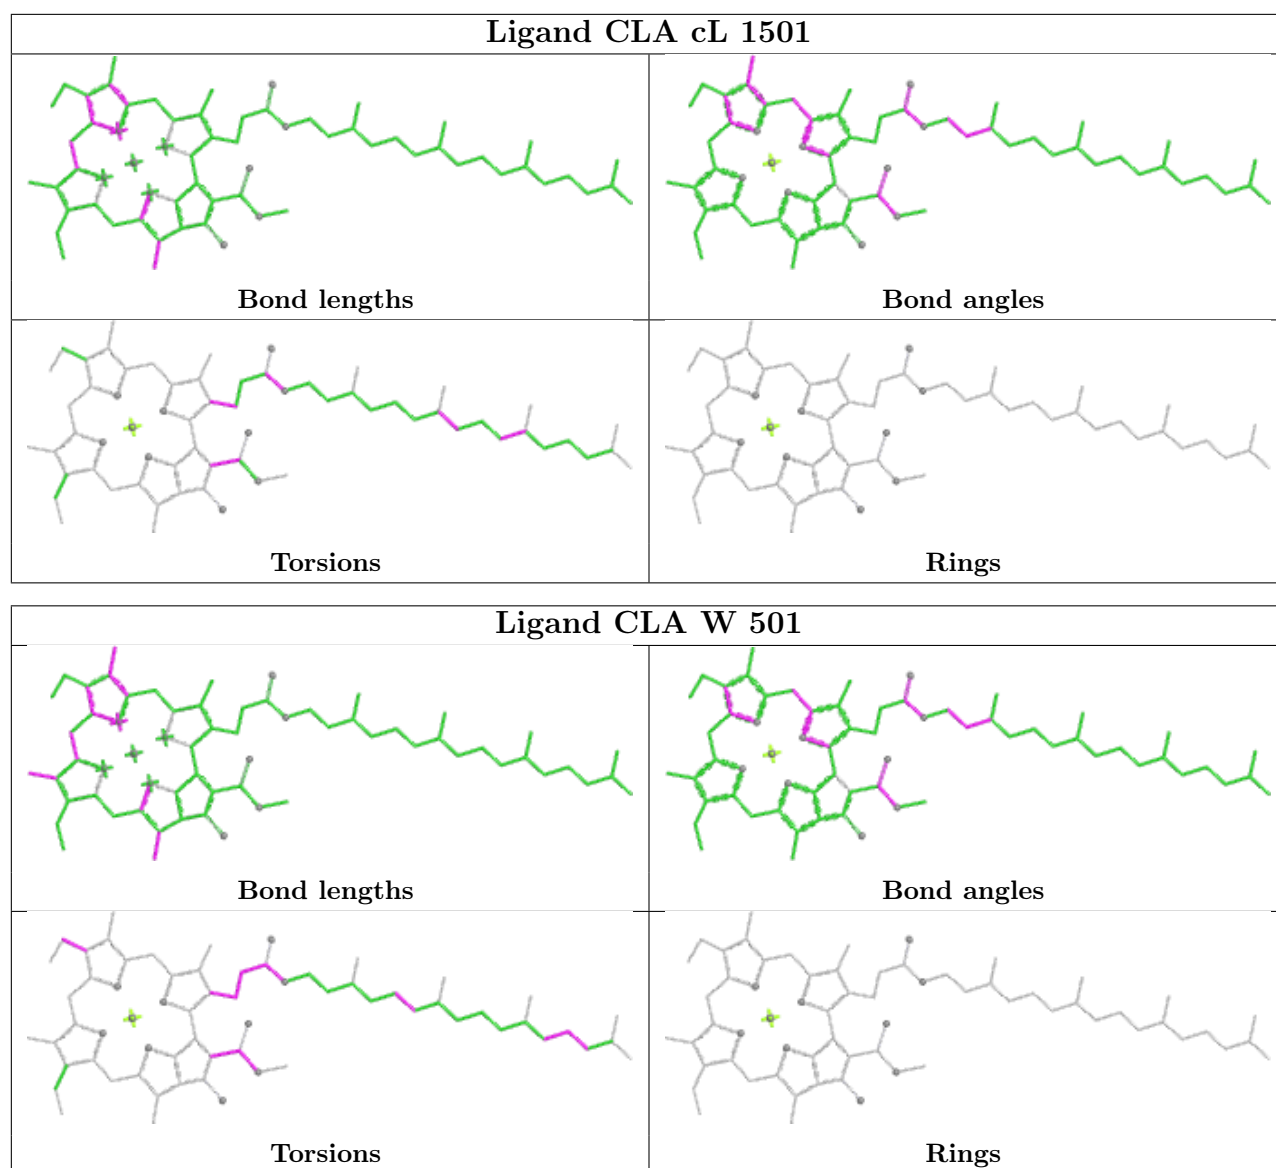 Ligand CLA cL 1501
Bond lengths
Bond angles
Torsions
Rings
Ligand CLA W 501
Bond lengths
Bond angles
Torsions
Rings